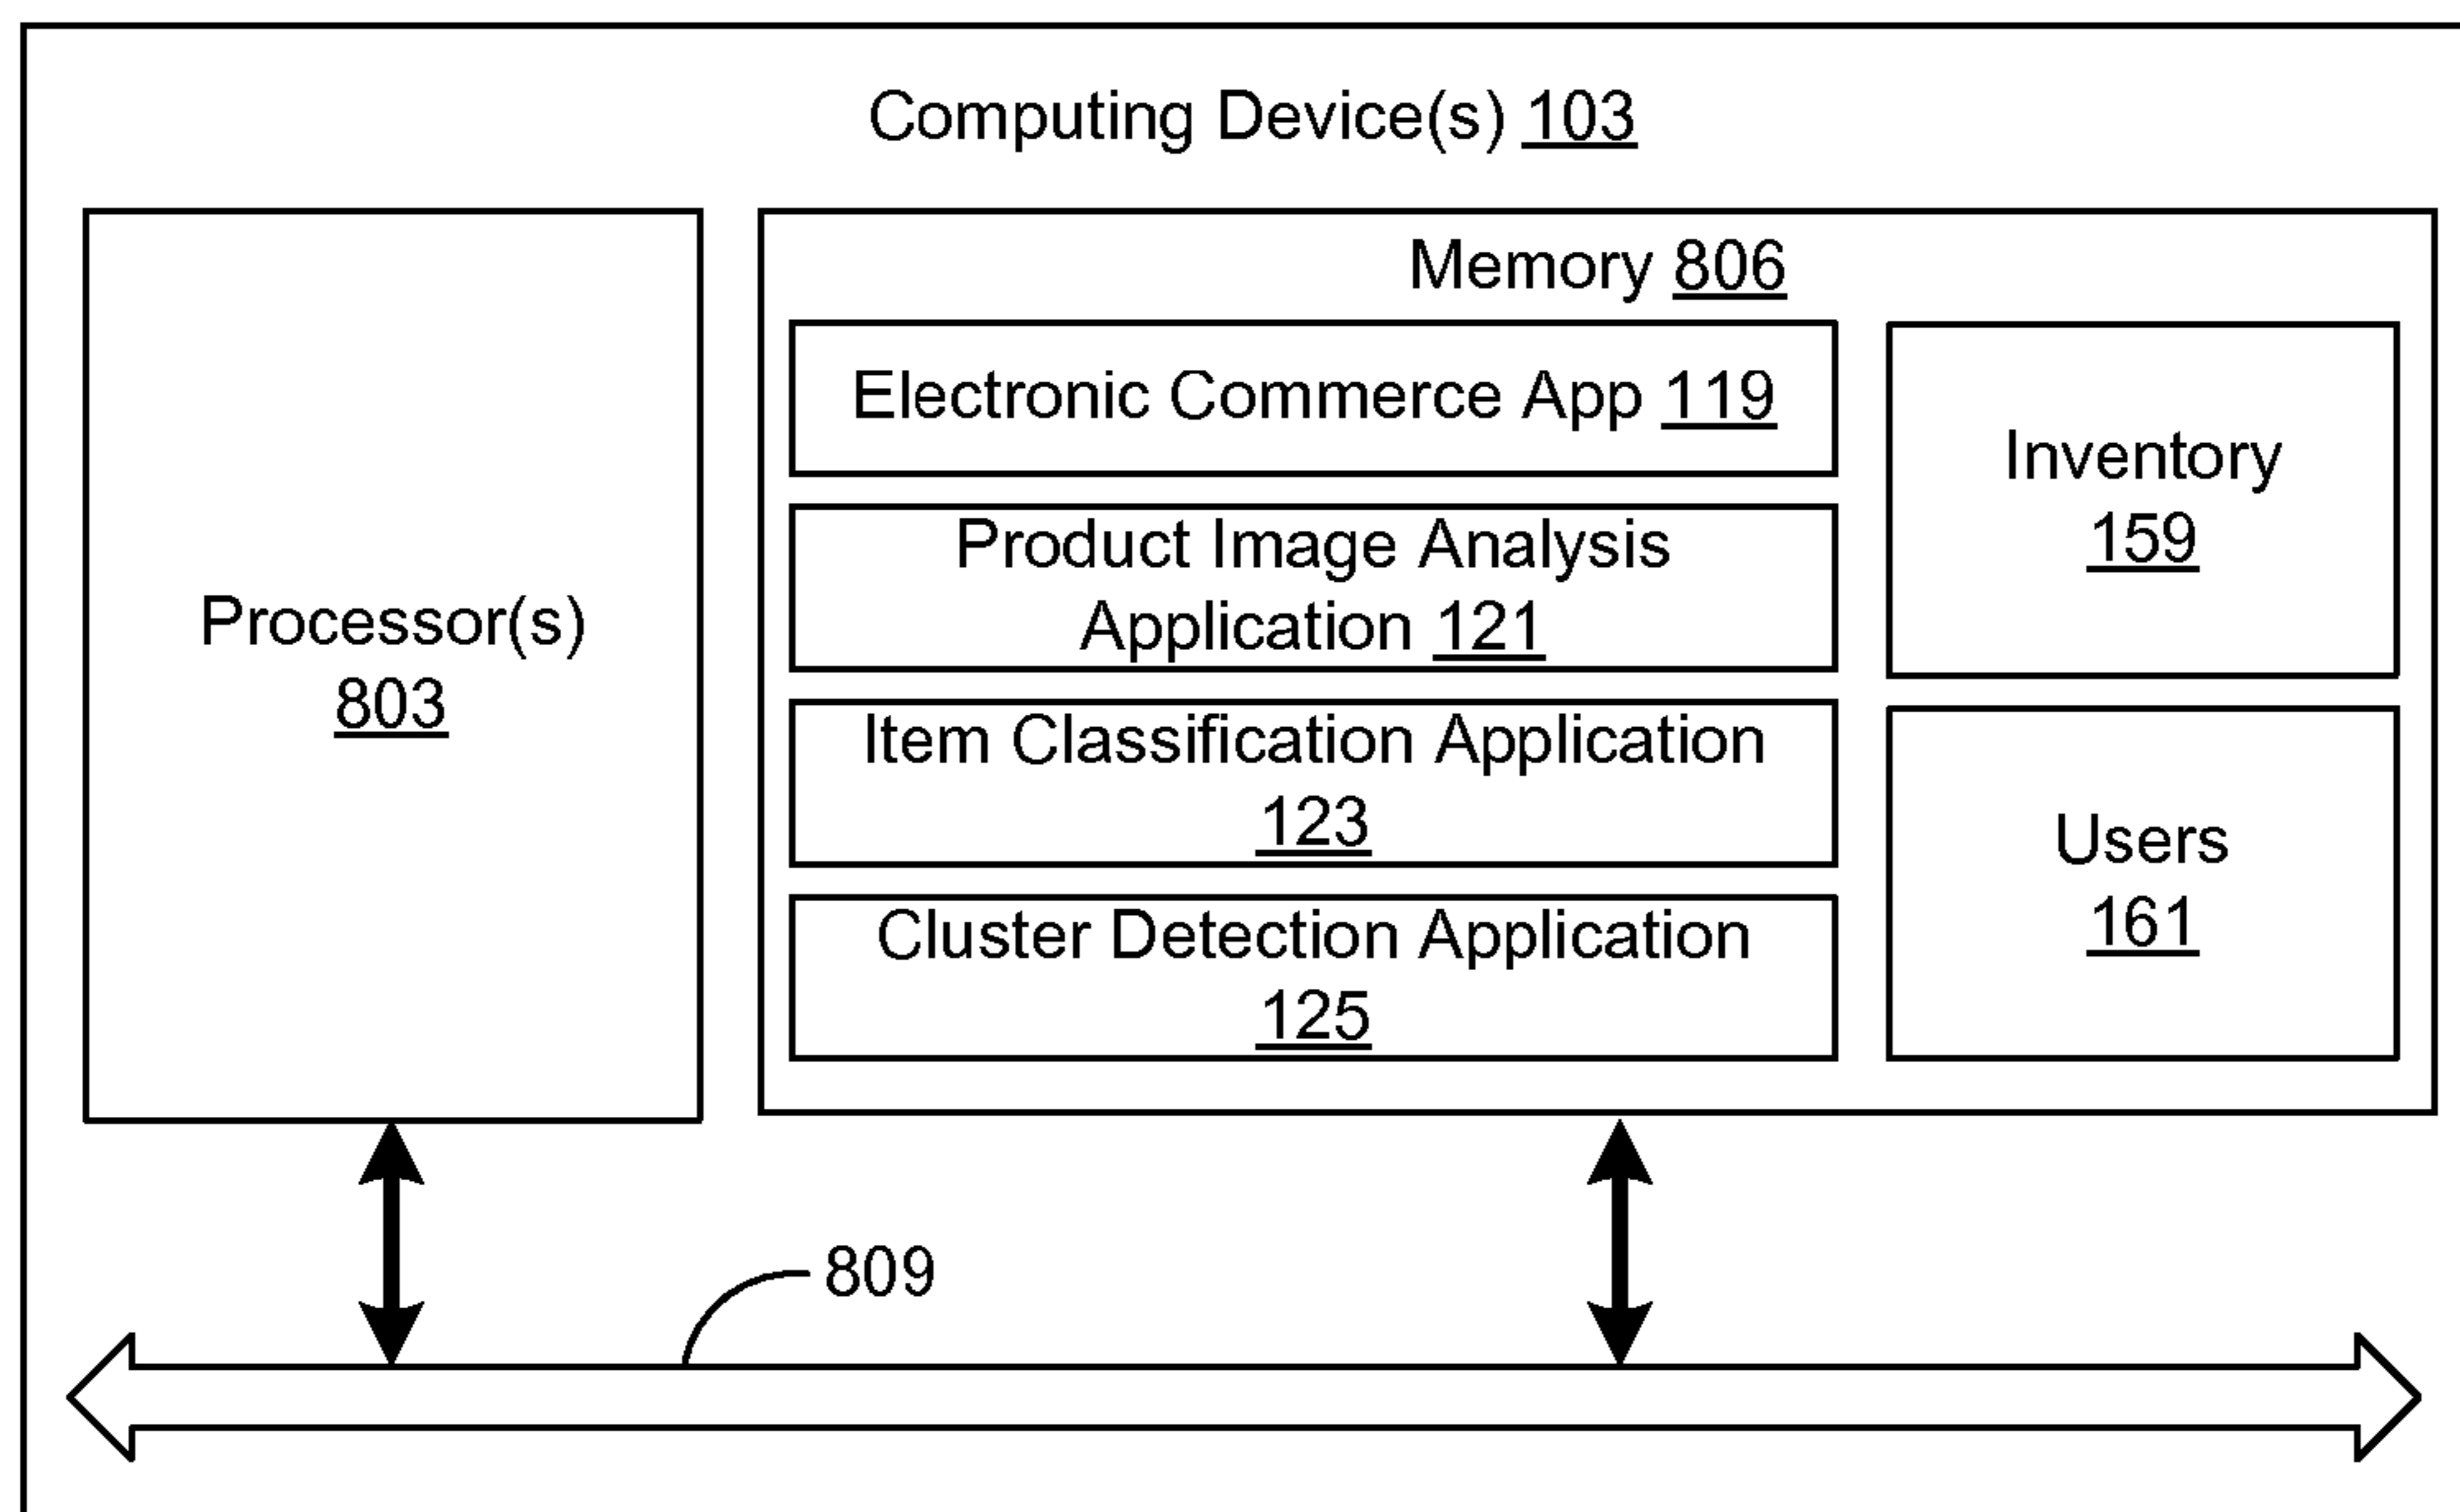 Computing Device(s) 103
Processor(s)
803
Memory 806
Electronic Commerce App 119
Product Image Analysis
Application 121
Item Classification Application
123
Cluster Detection Application
125
Inventory
159
Users
161
809